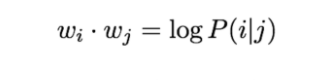 w_i · w_j = log P(i|j)